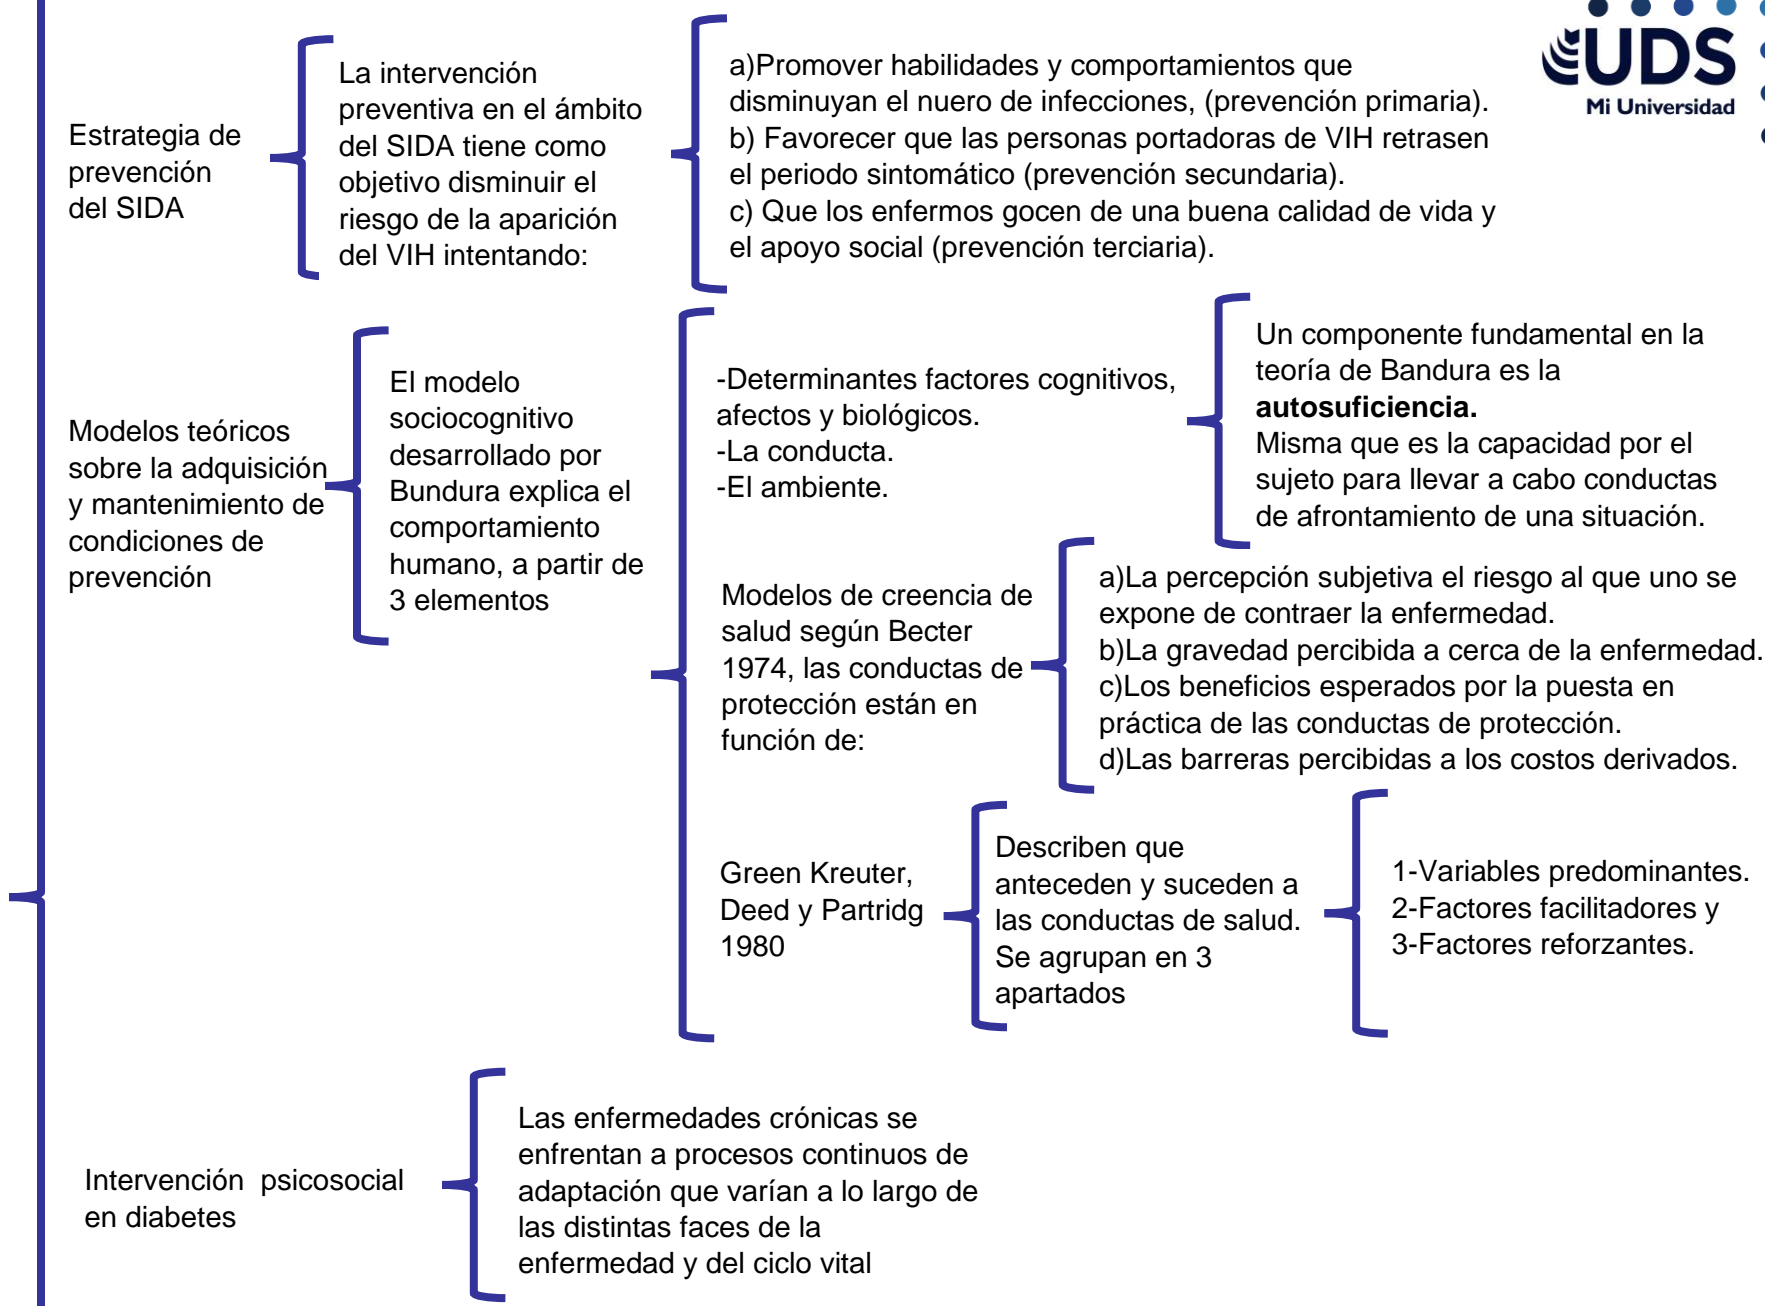 UDS
Mi Universidad
Estrategia de
prevención
del SIDA
La intervención
preventiva en el ámbito
del SIDA tiene como
objetivo disminuir el
riesgo de la aparición
del VIH intentando:
a)Promover habilidades y comportamientos que
disminuyan el nuero de infecciones, (prevención primaria).
b) Favorecer que las personas portadoras de VIH retrasen
el periodo sintomático (prevención secundaria).
c) Que los enfermos gocen de una buena calidad de vida y
el apoyo social (prevención terciaria).
Modelos teóricos
sobre la adquisición
y mantenimiento de
condiciones de
prevención
El modelo
sociocognitivo
desarrollado por
Bundura explica el
comportamiento
humano, a partir de
3 elementos
-Determinantes factores cognitivos,
afectos y biológicos.
-La conducta.
-El ambiente.
Un componente fundamental en la
teoría de Bandura es la
autosuficiencia.
Misma que es la capacidad por el
sujeto para llevar a cabo conductas
de afrontamiento de una situación.
Modelos de creencia de
salud según Becter
1974, las conductas de
protección están en
función de:
a)La percepción subjetiva el riesgo al que uno se
expone de contraer la enfermedad.
b)La gravedad percibida a cerca de la enfermedad.
c)Los beneficios esperados por la puesta en
práctica de las conductas de protección.
d)Las barreras percibidas a los costos derivados.
Green Kreuter,
Deed y Partridg
1980
Describen que
anteceden y suceden a
las conductas de salud.
Se agrupan en 3
apartados
1-Variables predominantes.
2-Factores facilitadores y
3-Factores reforzantes.
Intervención psicosocial
en diabetes
Las enfermedades crónicas se
enfrentan a procesos continuos de
adaptación que varían a lo largo de
las distintas faces de la
enfermedad y del ciclo vital